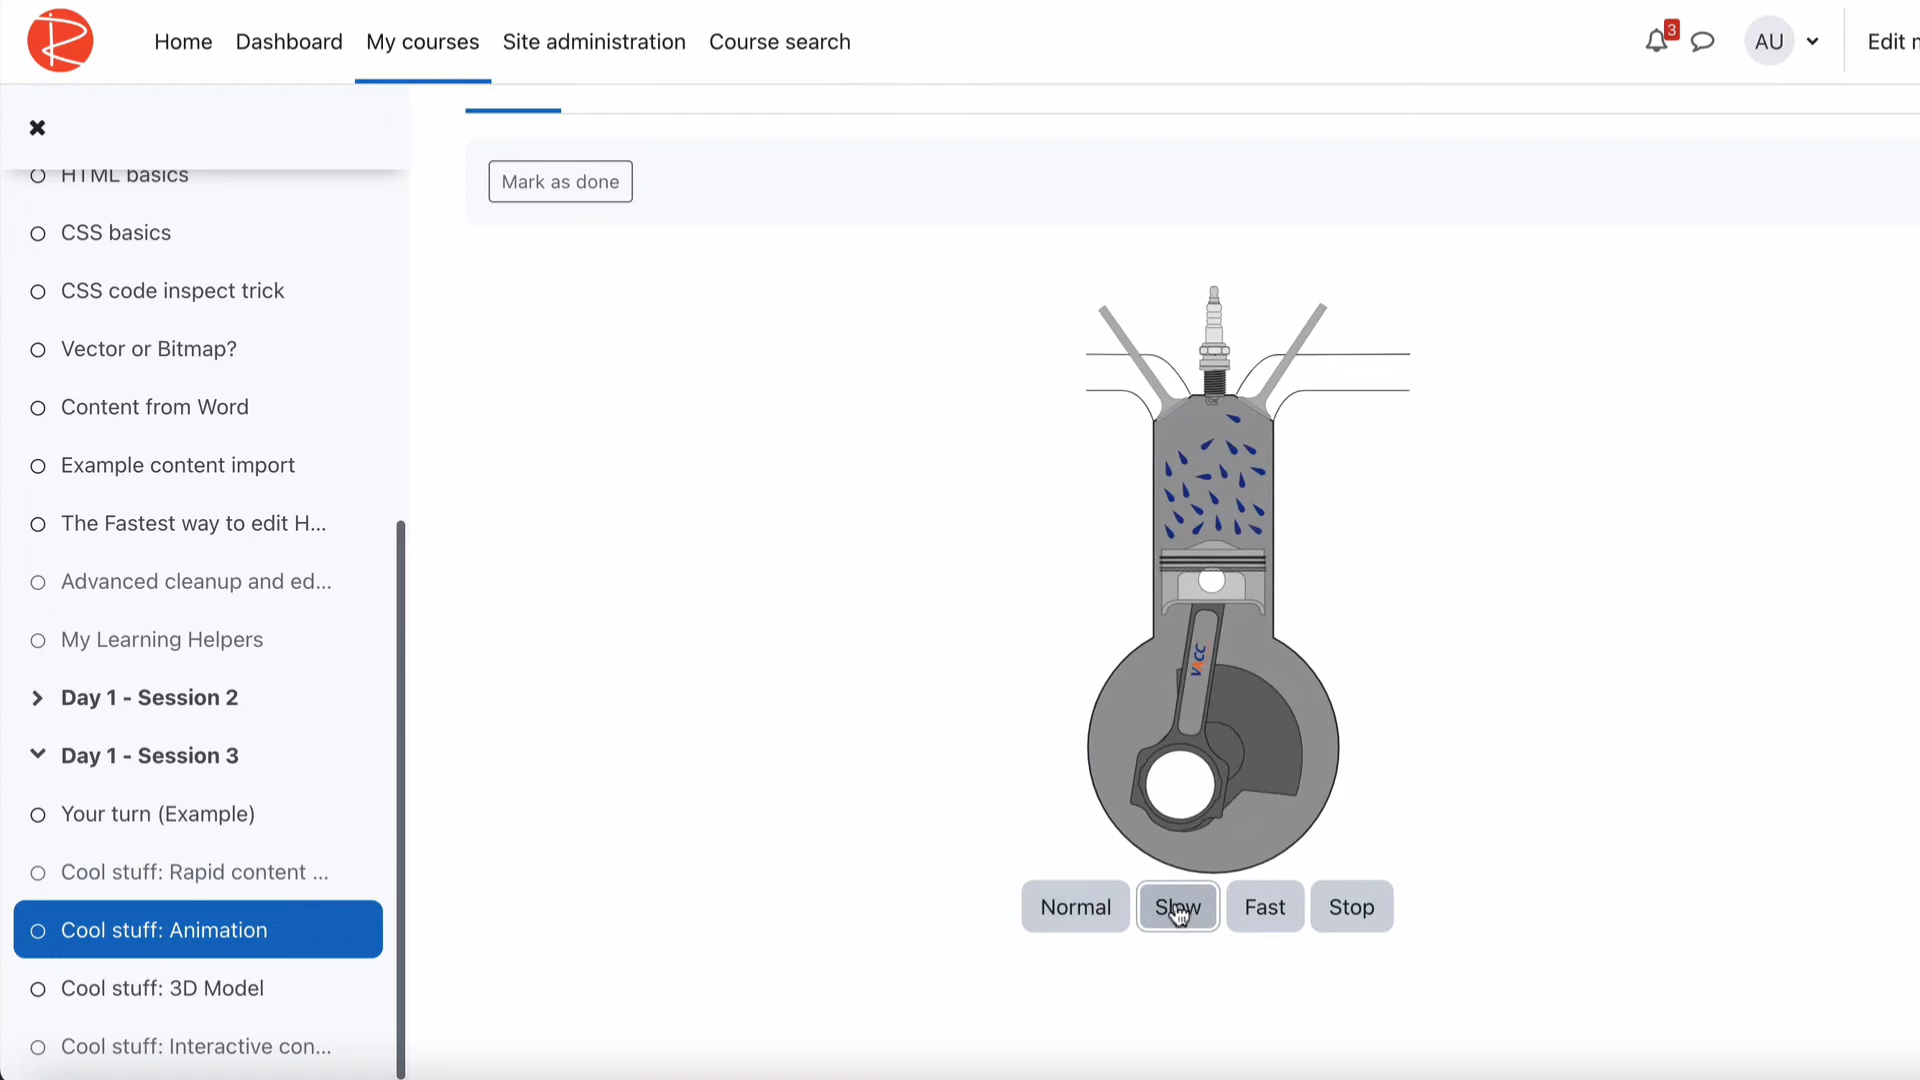 Home Dashboard My courses Site administration Course search
3
AU
Edit m
HTML basics
Mark as done
CSS basics
CSS code inspect trick
Vector or Bitmap?
Content from Word
Example content import
The Fastest way to edit H...
Advanced cleanup and ed...
My Learning Helpers
VACC
Day 1 - Session 2
Day 1 - Session 3
Your turn (Example)
Cool stuff: Rapid content ...
Normal Slow Fast Stop
Cool stuff: Animation
Cool stuff: 3D Model
Cool stuff: Interactive con...